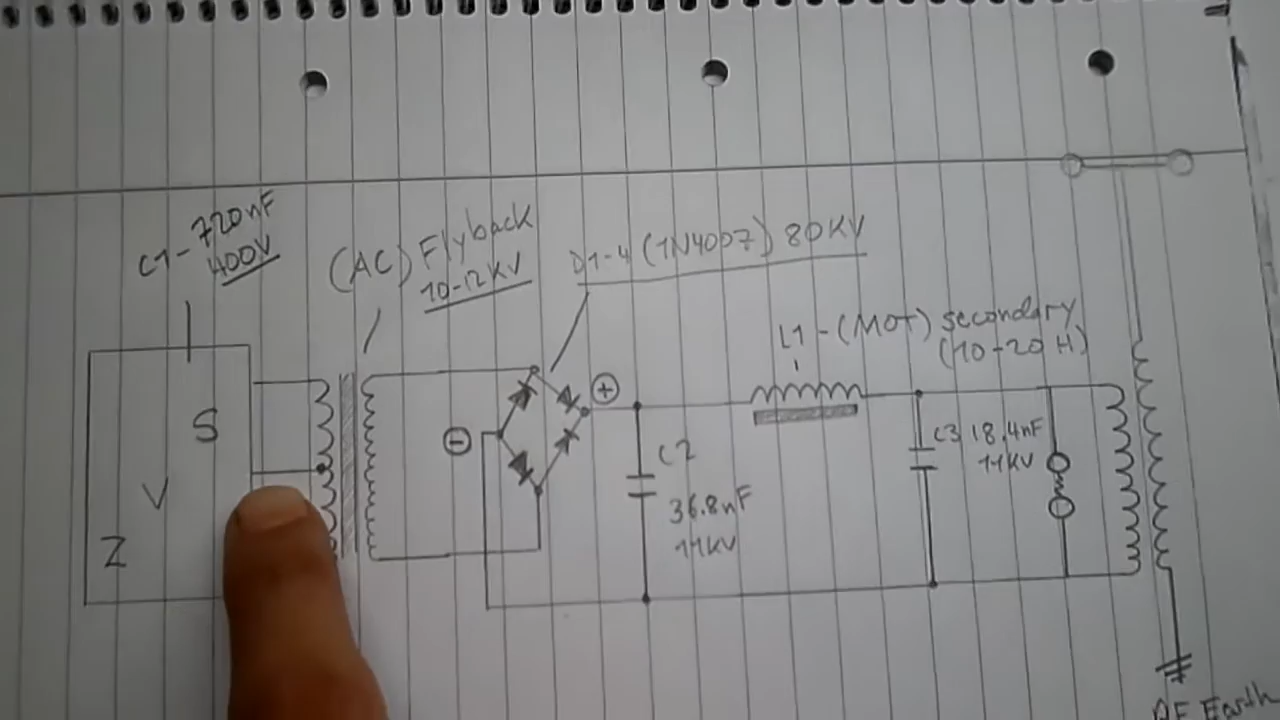 C1-720nF
400V
(AC) Flyback
10-12KV
D1-4 (1N4007) 80KV
L1-(MOT) secondary
(10-20H)
Z V S
C2
36.8nF
11KV
C3 18.4nF
11KV
RF Earth